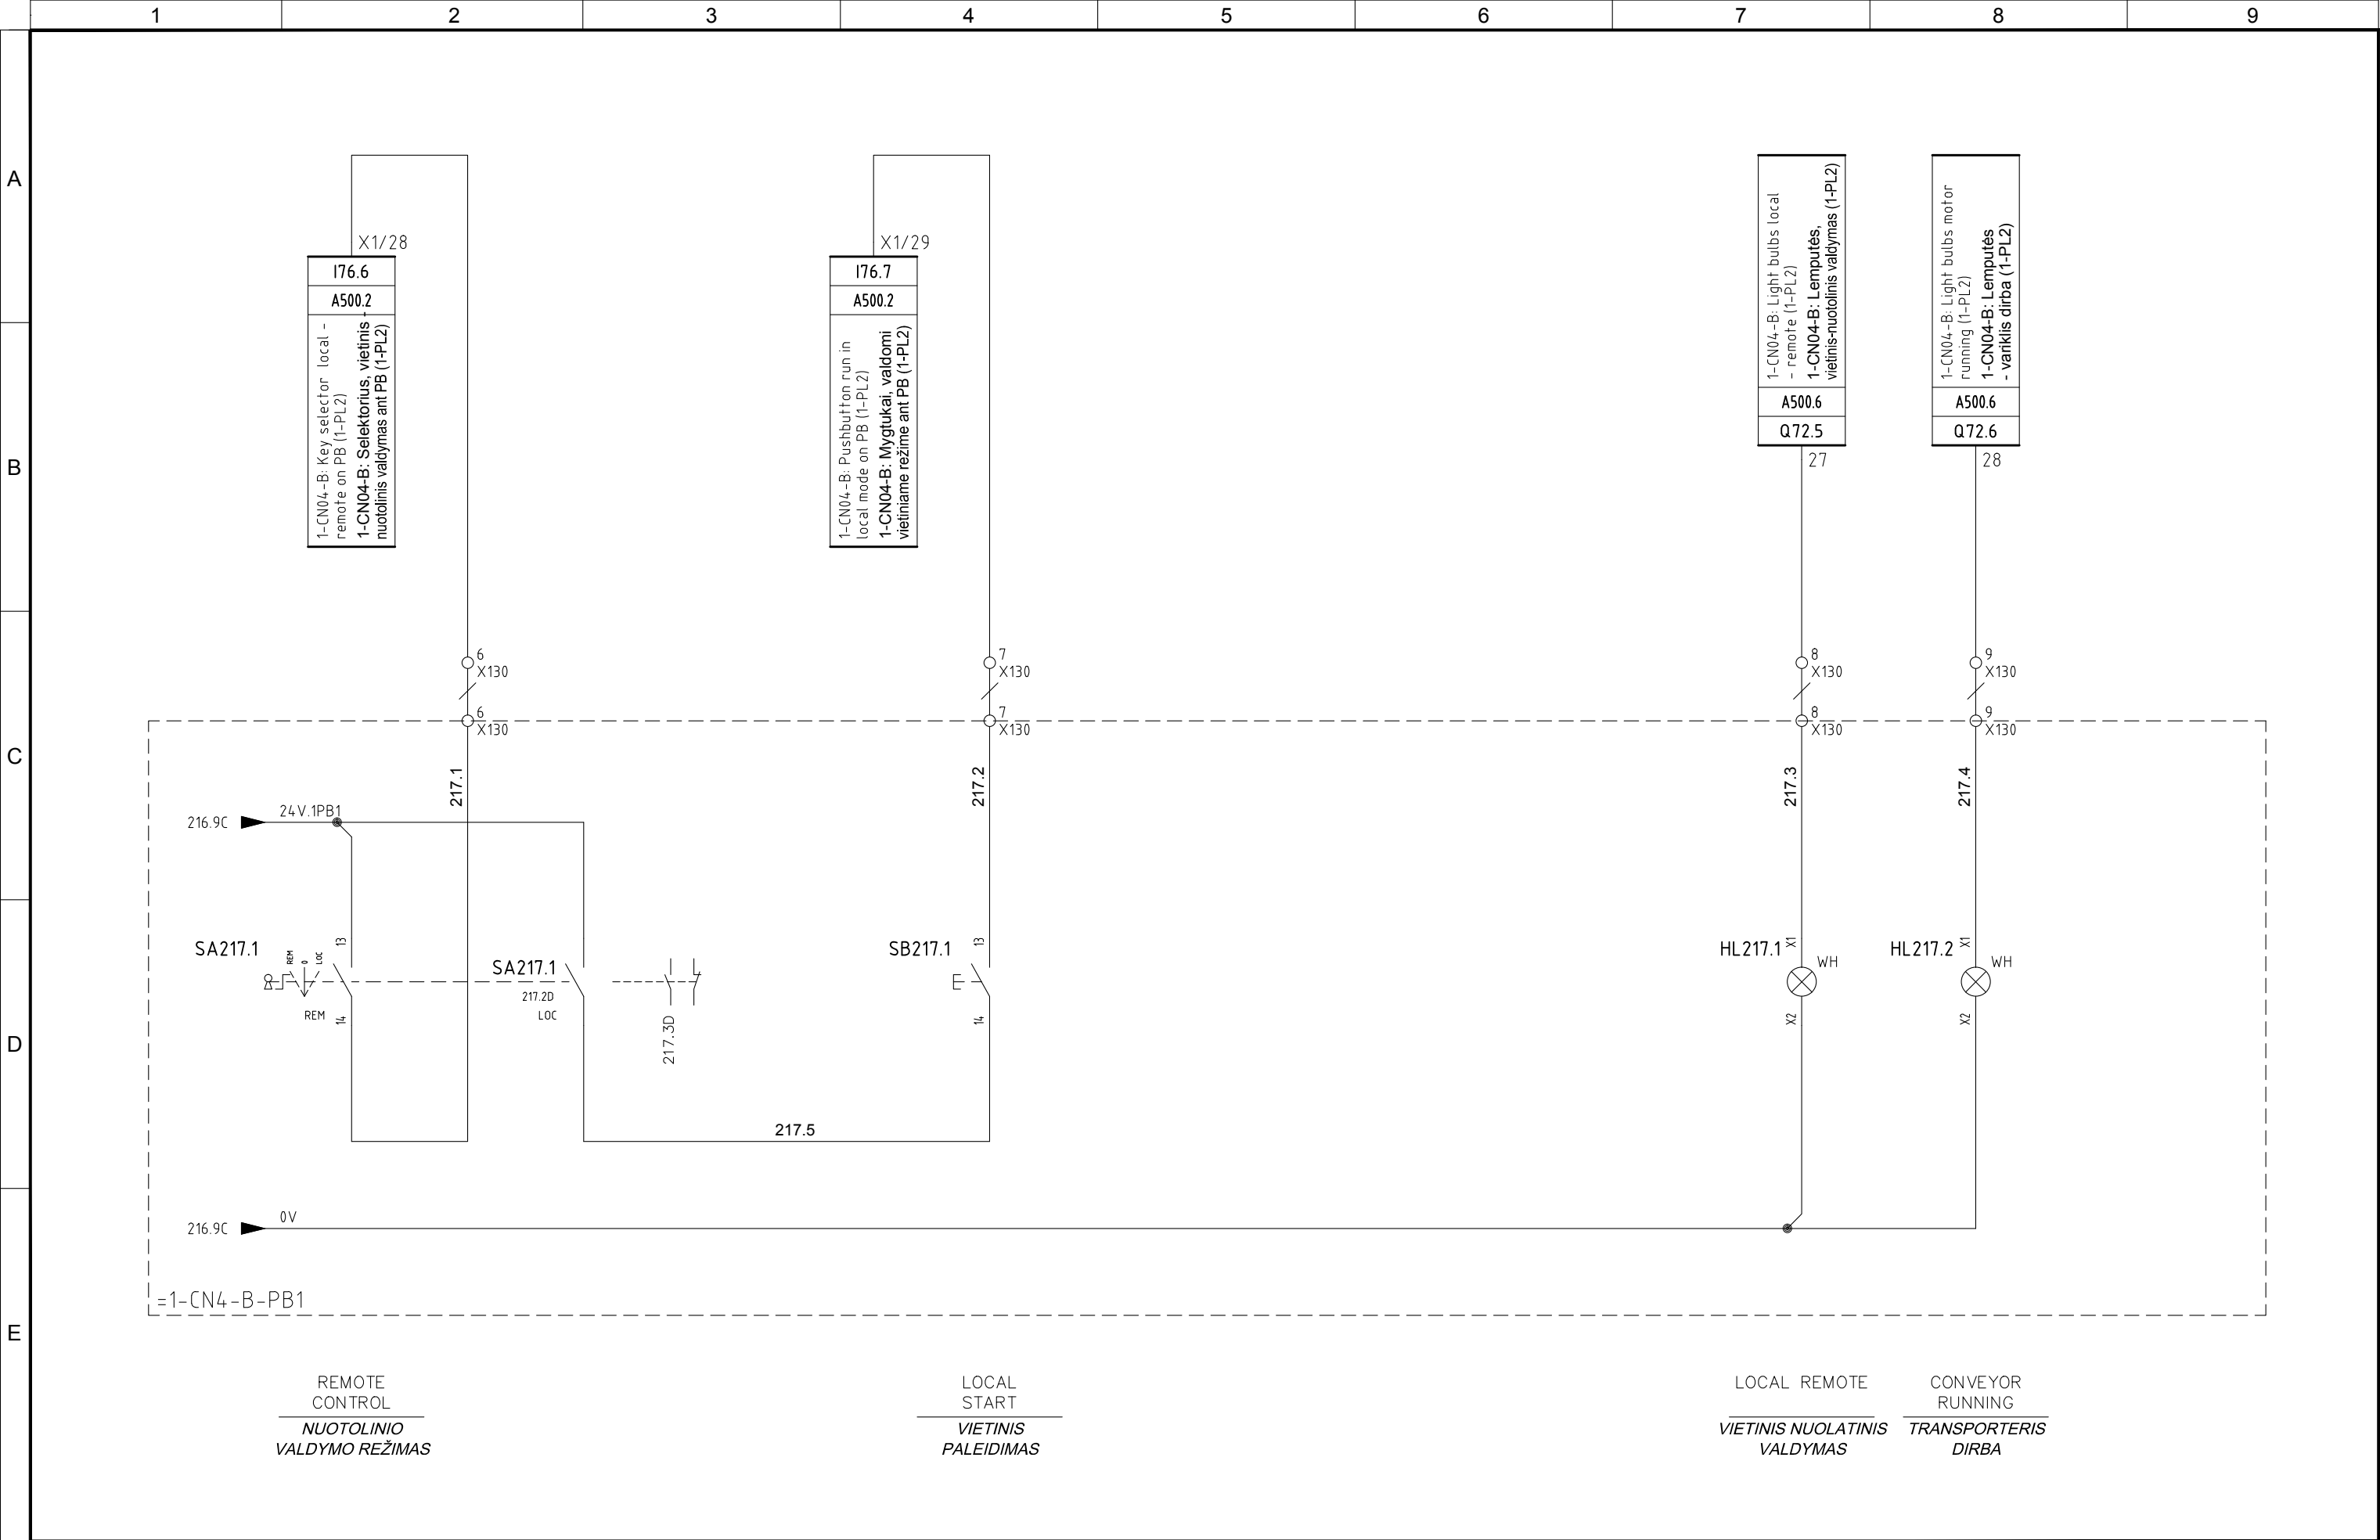 1 2 3 4 5 6 7 8 9
A
B
C
D
E
X1/28
I76.6
A500.2
1-CN04-B: Key selector local -
remote on PB (1-PL2)
1-CN04-B: Selektorius, vietinis -
nuotolinis valdymas ant PB (1-PL2)
X1/29
I76.7
A500.2
1-CN04-B: Pushbutton run in
local mode on PB (1-PL2)
1-CN04-B: Mygtukai, valdomi
vietiniame režime ant PB (1-PL2)
1-CN04-B: Light bulbs local
- remote (1-PL2)
1-CN04-B: Lemputės,
vietinis-nuotolinis valdymas (1-PL2)
A500.6
Q72.5
27
1-CN04-B: Light bulbs motor
running (1-PL2)
1-CN04-B: Lemputės
- variklis dirba (1-PL2)
A500.6
Q72.6
28
6
X130
7
X130
8
X130
9
X130
6
X130
7
X130
8
X130
9
X130
217.1
217.2
217.3
217.4
216.9C
24V.1PB1
SA217.1
REM
0
LOC
13
14
REM
SA217.1
217.2D
LOC
217.3D
SB217.1
13
14
HL217.1
X1
WH
X2
HL217.2
X1
WH
X2
217.5
216.9C
0V
=1-CN4-B-PB1
REMOTE
CONTROL
NUOTOLINIO
VALDYMO REŽIMAS
LOCAL
START
VIETINIS
PALEIDIMAS
LOCAL REMOTE
VIETINIS NUOLATINIS
VALDYMAS
CONVEYOR
RUNNING
TRANSPORTERIS
DIRBA